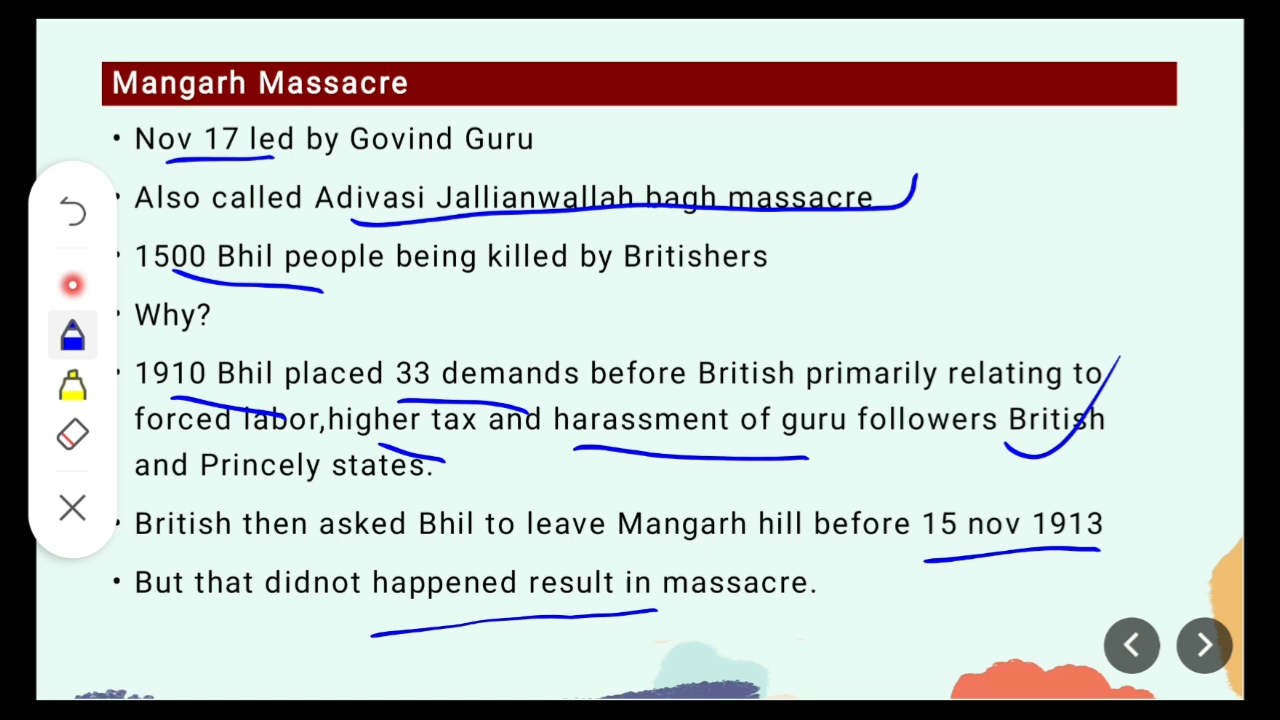 Mangarh Massacre
• Nov 17 led by Govind Guru
• Also called Adivasi Jallianwallah bagh massacre
• 1500 Bhil people being killed by Britishers
• Why?
• 1910 Bhil placed 33 demands before British primarily relating to
forced labor,higher tax and harassment of guru followers British
and Princely states.
• British then asked Bhil to leave Mangarh hill before 15 nov 1913
• But that didnot happened result in massacre.